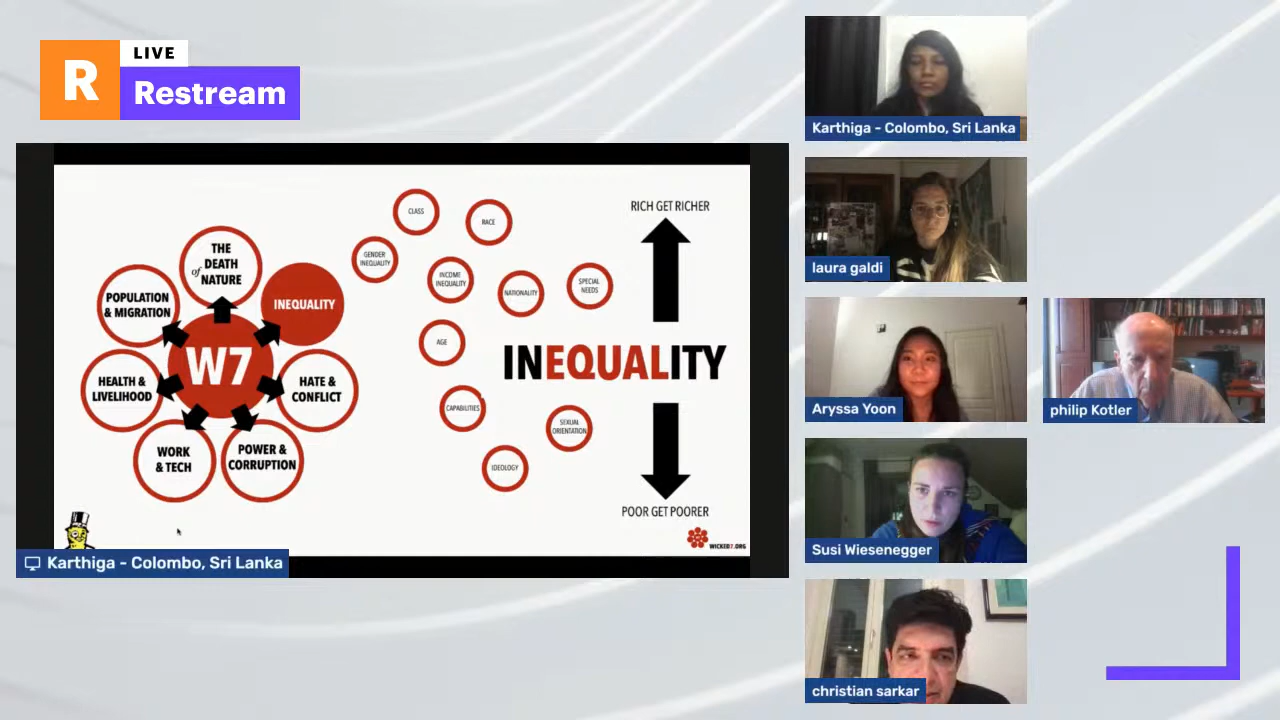 R
LIVE
Restream
THE
of DEATH
NATURE
INEQUALITY
HATE &
CONFLICT
POWER &
CORRUPTION
WORK
& TECH
HEALTH &
LIVELIHOOD
POPULATION
& MIGRATION
W7
CLASS
RACE
GENDER
INEQUALITY
INCOME
INEQUALITY
NATIONALITY
SPECIAL
NEEDS
AGE
CAPABILITIES
SEXUAL
ORIENTATION
IDEOLOGY
RICH GET RICHER
INEQUALITY
POOR GET POORER
WICKED7.ORG
Karthiga - Colombo, Sri Lanka
Karthiga - Colombo, Sri Lanka
laura galdi
Aryssa Yoon
philip Kotler
Susi Wiesenegger
christian sarkar